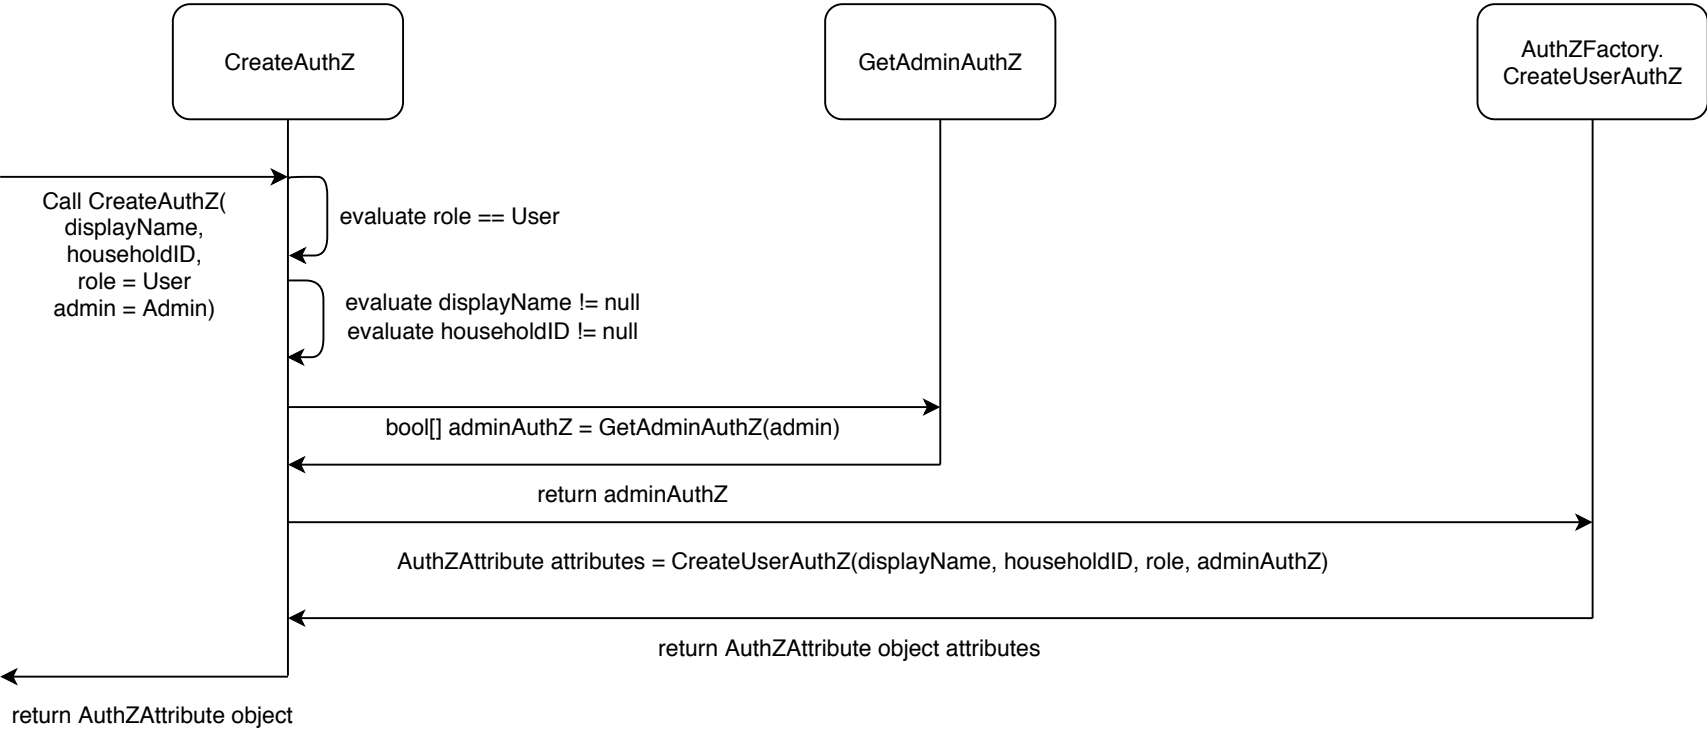 CreateAuthZ
GetAdminAuthZ
AuthZFactory.
CreateUserAuthZ
Call CreateAuthZ(
displayName,
householdID,
role = User
admin = Admin)
evaluate role == User
evaluate displayName != null
evaluate householdID != null
bool[] adminAuthZ = GetAdminAuthZ(admin)
return adminAuthZ
AuthZAttribute attributes = CreateUserAuthZ(displayName, householdID, role, adminAuthZ)
return AuthZAttribute object attributes
return AuthZAttribute object